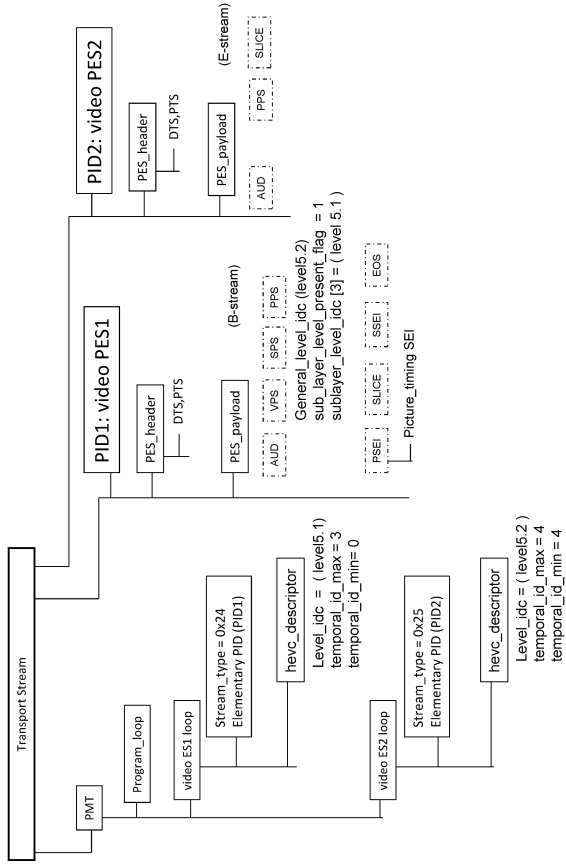 Transport Stream
PMT
Program_loop
video ES1 loop
Stream_type = 0x24
Elementary PID (PID1)
hevc_descriptor
Level_idc = ( level5.1)
temporal_id_max = 3
temporal_id_min= 0
video ES2 loop
Stream_type = 0x25
Elementary PID (PID2)
hevc_descriptor
Level_idc = ( level5.2 )
temporal_id_max = 4
temporal_id_min = 4
PID1: video PES1
PES_header
DTS,PTS
PES_payload
(B-stream)
AUD
VPS
SPS
PPS
General_level_idc (level5.2)
sub_layer_level_present_flag = 1
sublayer_level_idc [3] = ( level 5.1 )
PSEI
SLICE
SSEI
EOS
Picture_timing SEI
PID2: video PES2
PES_header
DTS,PTS
PES_payload
(E-stream)
AUD
PPS
SLICE